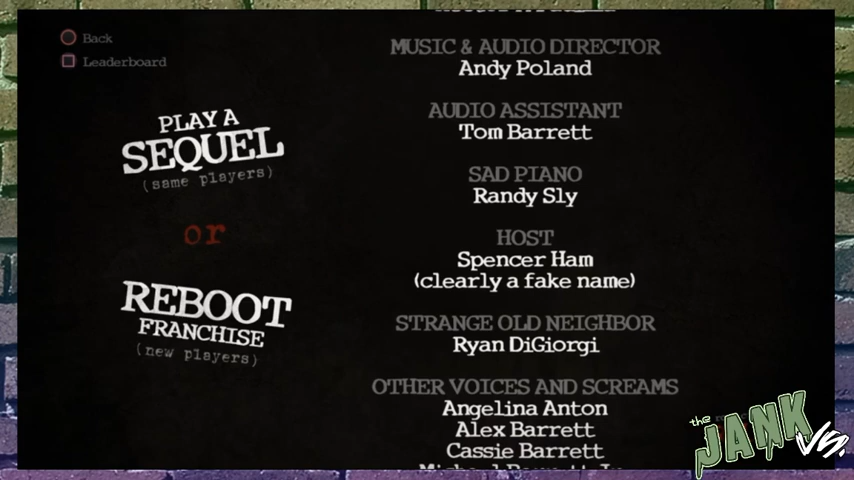 Back
Leaderboard
PLAY A
SEQUEL
(same players)
or
REBOOT
FRANCHISE
(new players)
MUSIC & AUDIO DIRECTOR
Andy Poland
AUDIO ASSISTANT
Tom Barrett
SAD PIANO
Randy Sly
HOST
Spencer Ham
(clearly a fake name)
STRANGE OLD NEIGHBOR
Ryan DiGiorgi
OTHER VOICES AND SCREAMS
Angelina Anton
Alex Barrett
Cassie Barrett
the
JANK
VS.